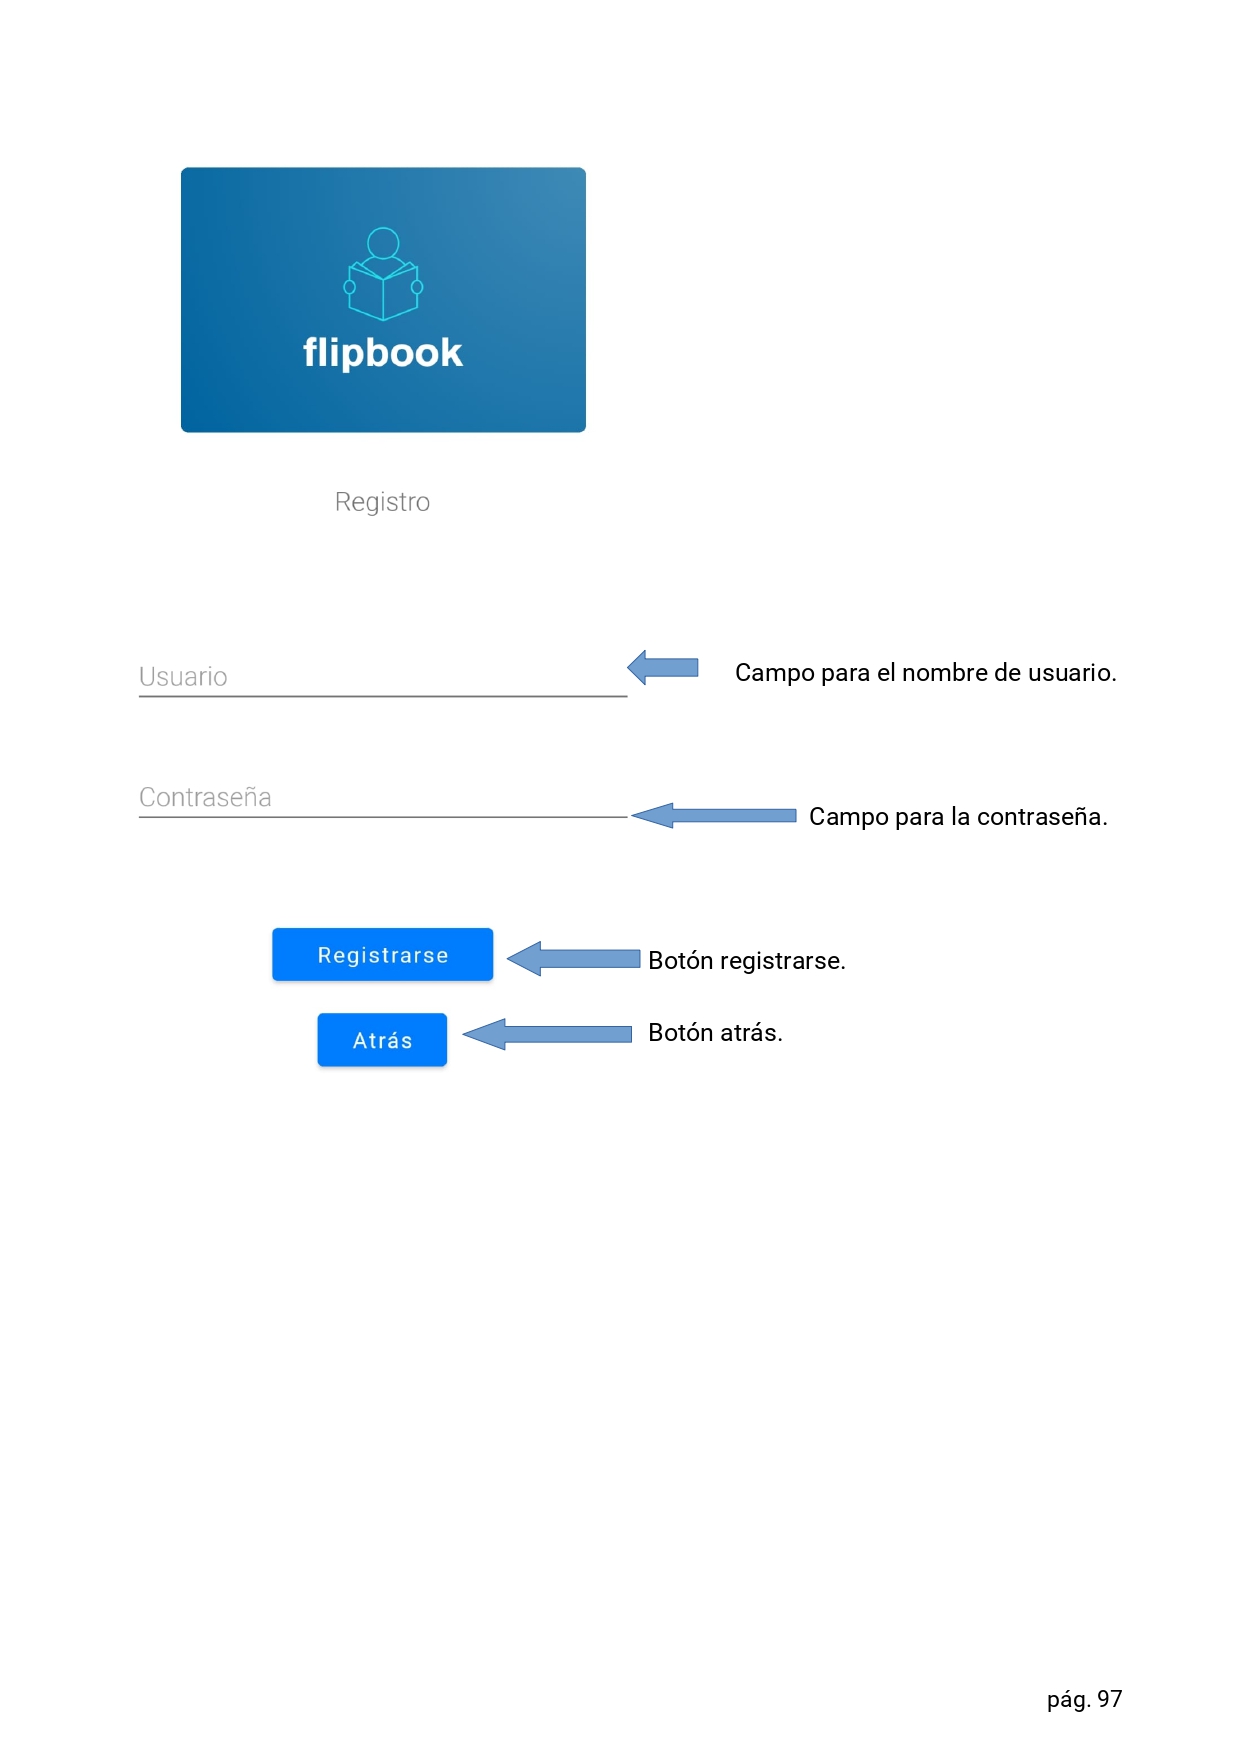 flipbook
Registro
Usuario
Campo para el nombre de usuario.
Contraseña
Campo para la contraseña.
Registrarse
Botón registrarse.
Atrás
Botón atrás.
pág. 97